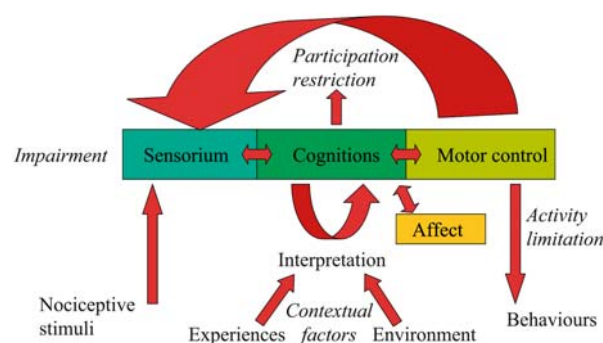 Participation
restriction
Impairment
Sensorium
Cognitions
Motor control
Affect
Activity
limitation
Interpretation
Nociceptive
stimuli
Contextual
factors
Experiences
Environment
Behaviours